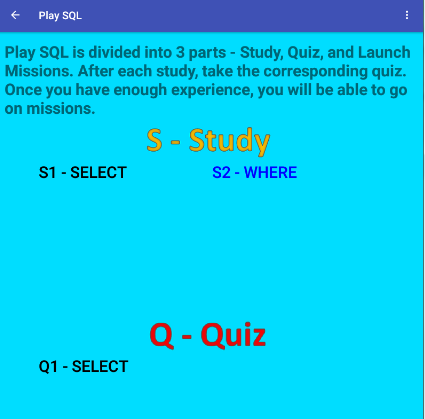 Play SQL
Play SQL is divided into 3 parts - Study, Quiz, and Launch
Missions. After each study, take the corresponding quiz.
Once you have enough experience, you will be able to go
on missions.
S - Study
S1 - SELECT S2 - WHERE
Q - Quiz
Q1 - SELECT